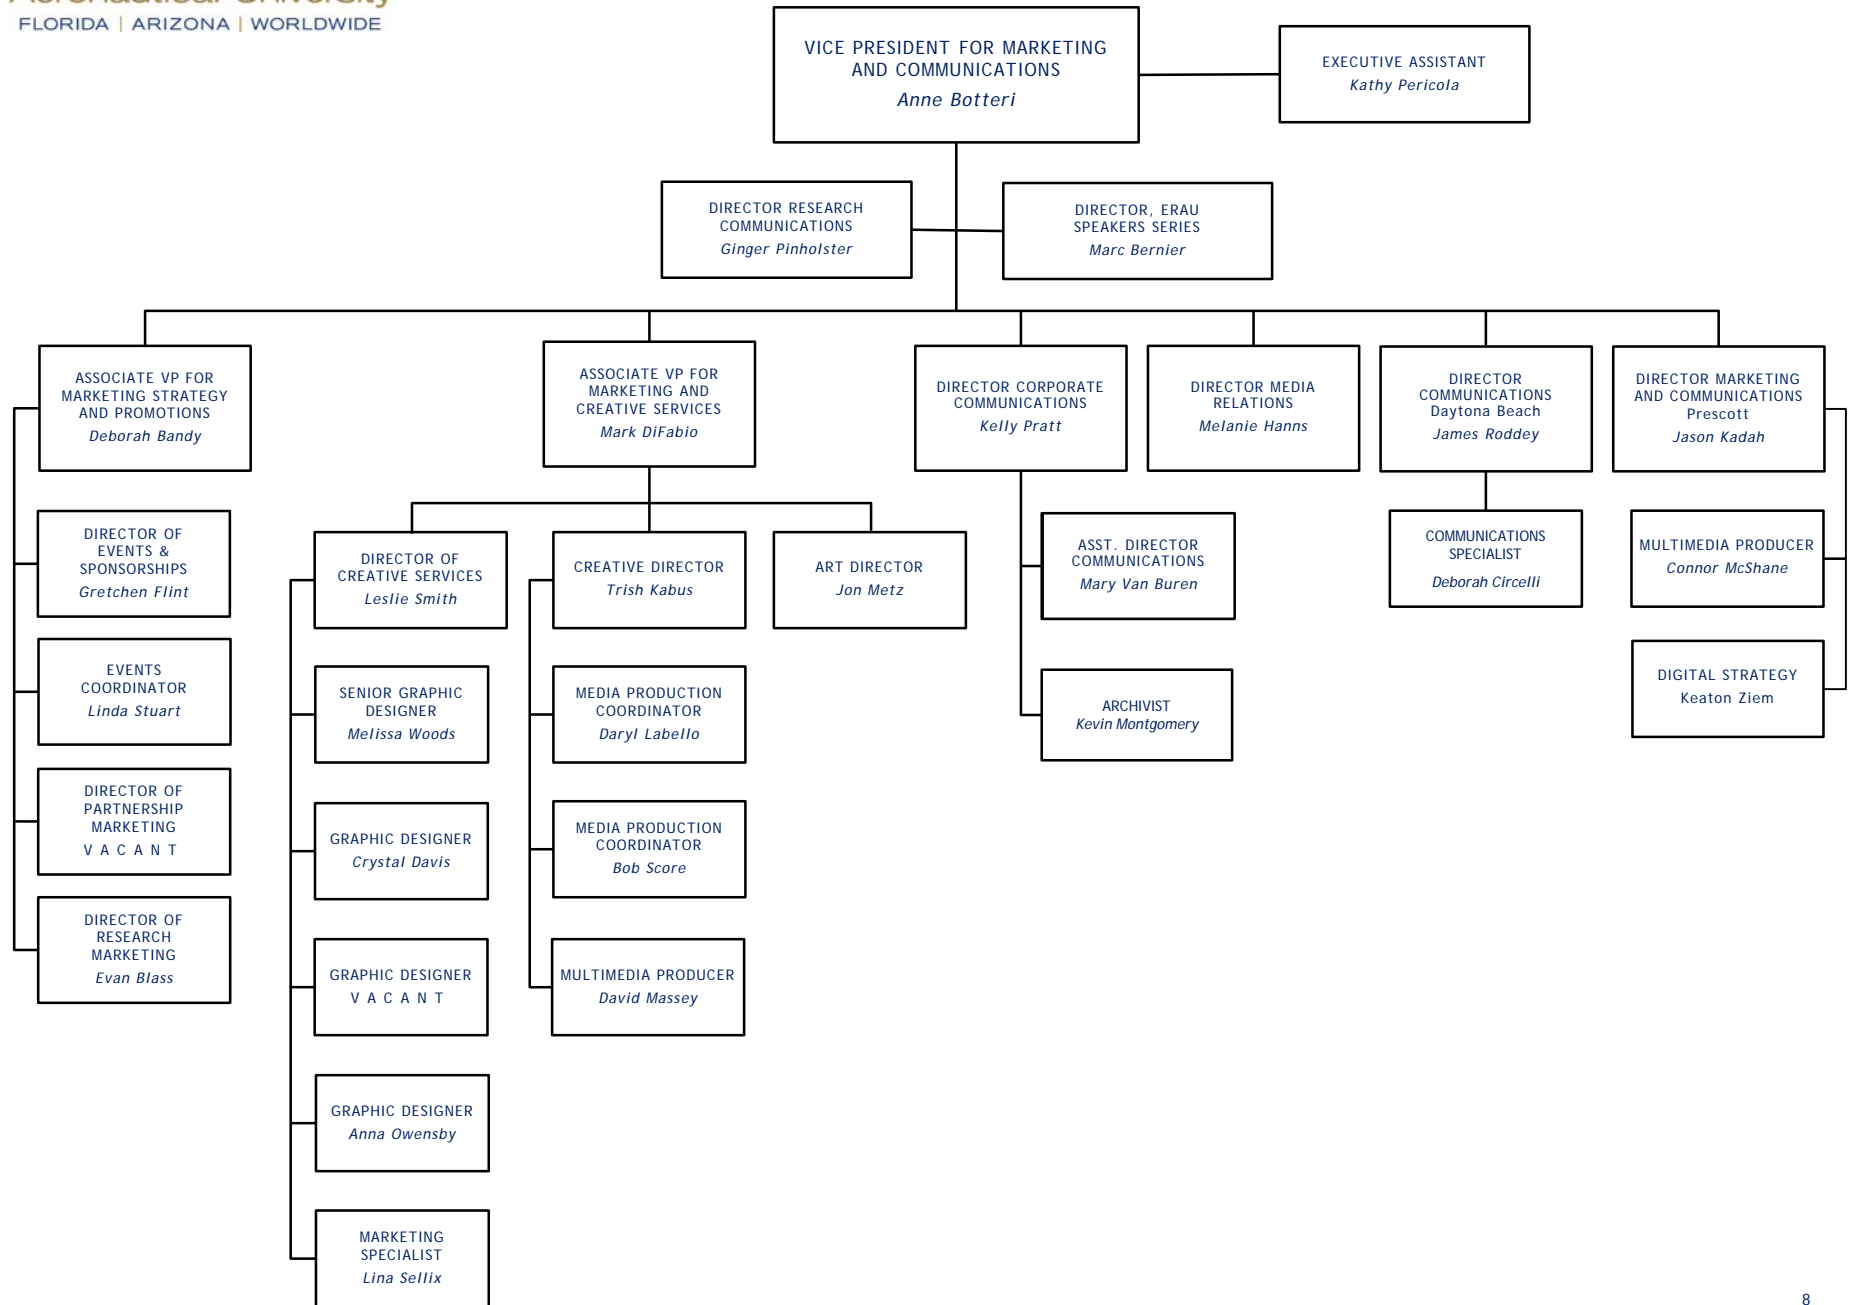 Aeronautical University
FLORIDA | ARIZONA | WORLDWIDE
VICE PRESIDENT FOR MARKETING
AND COMMUNICATIONS
Anne Botteri
EXECUTIVE ASSISTANT
Kathy Pericola
DIRECTOR RESEARCH
COMMUNICATIONS
Ginger Pinholster
DIRECTOR, ERAU
SPEAKERS SERIES
Marc Bernier
ASSOCIATE VP FOR
MARKETING STRATEGY
AND PROMOTIONS
Deborah Bandy
ASSOCIATE VP FOR
MARKETING AND
CREATIVE SERVICES
Mark DiFabio
DIRECTOR CORPORATE
COMMUNICATIONS
Kelly Pratt
DIRECTOR MEDIA
RELATIONS
Melanie Hanns
DIRECTOR
COMMUNICATIONS
Daytona Beach
James Roddey
DIRECTOR MARKETING
AND COMMUNICATIONS
Prescott
Jason Kadah
DIRECTOR OF
EVENTS &
SPONSORSHIPS
Gretchen Flint
EVENTS
COORDINATOR
Linda Stuart
DIRECTOR OF
PARTNERSHIP
MARKETING
V A C A N T
DIRECTOR OF
RESEARCH
MARKETING
Evan Blass
DIRECTOR OF
CREATIVE SERVICES
Leslie Smith
SENIOR GRAPHIC
DESIGNER
Melissa Woods
GRAPHIC DESIGNER
Crystal Davis
GRAPHIC DESIGNER
V A C A N T
GRAPHIC DESIGNER
Anna Owensby
MARKETING
SPECIALIST
Lina Sellix
CREATIVE DIRECTOR
Trish Kabus
MEDIA PRODUCTION
COORDINATOR
Daryl Labello
MEDIA PRODUCTION
COORDINATOR
Bob Score
MULTIMEDIA PRODUCER
David Massey
ART DIRECTOR
Jon Metz
ASST. DIRECTOR
COMMUNICATIONS
Mary Van Buren
ARCHIVIST
Kevin Montgomery
COMMUNICATIONS
SPECIALIST
Deborah Circelli
MULTIMEDIA PRODUCER
Connor McShane
DIGITAL STRATEGY
Keaton Ziem
8